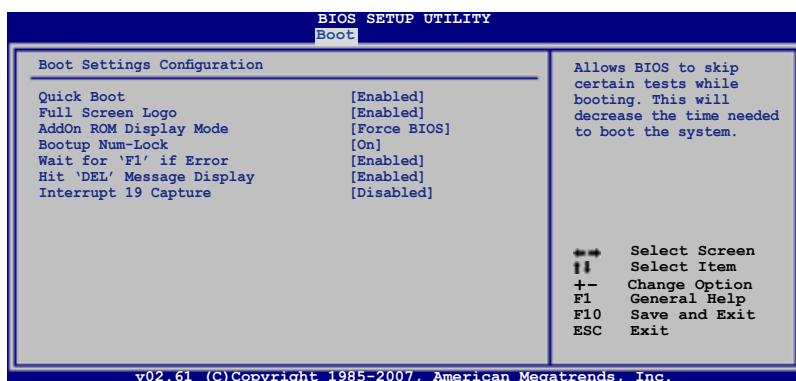 BIOS SETUP UTILITY
Boot
Boot Settings Configuration
Quick Boot [Enabled]
Full Screen Logo [Enabled]
AddOn ROM Display Mode [Force BIOS]
Bootup Num-Lock [On]
Wait for ‘F1’ if Error [Enabled]
Hit ‘DEL’ Message Display [Enabled]
Interrupt 19 Capture [Disabled]
Allows BIOS to skip
certain tests while
booting. This will
decrease the time needed
to boot the system.
←→ Select Screen
↑↓ Select Item
+- Change Option
F1 General Help
F10 Save and Exit
ESC Exit
v02.61 (C)Copyright 1985-2007, American Megatrends, Inc.